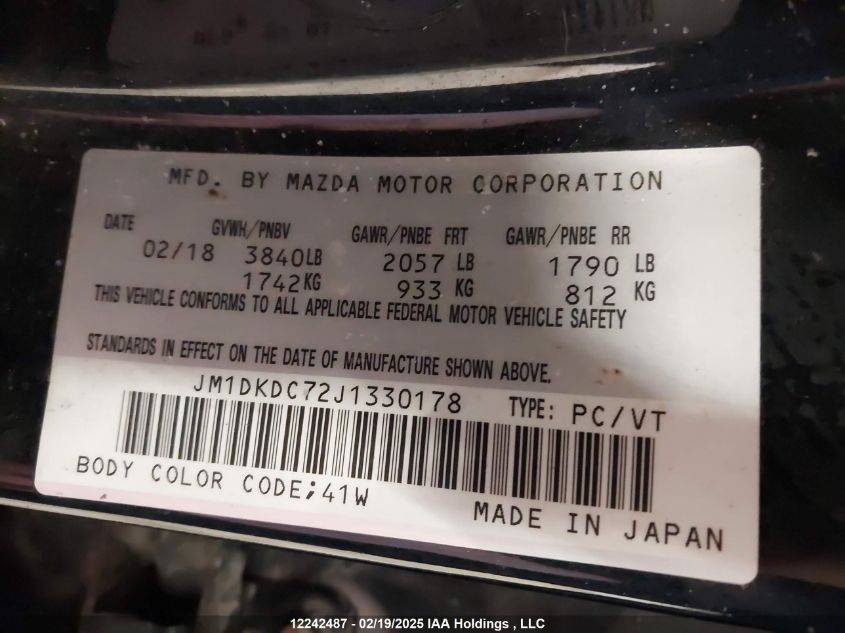 MFD. BY MAZDA MOTOR CORPORATION
DATE GVWH/PNBV GAWR/PNBE FRT GAWR/PNBE RR
02/18 3840LB 2057 LB 1790 LB
1742KG 933 KG 812 KG
THIS VEHICLE CONFORMS TO ALL APPLICABLE FEDERAL MOTOR VEHICLE SAFETY
STANDARDS IN EFFECT ON THE DATE OF MANUFACTURE SHOWN ABOVE.
JM1DKDC72J1330178 TYPE: PC/VT
BODY COLOR CODE;41W
MADE IN JAPAN
12242487 - 02/19/2025 IAA Holdings , LLC